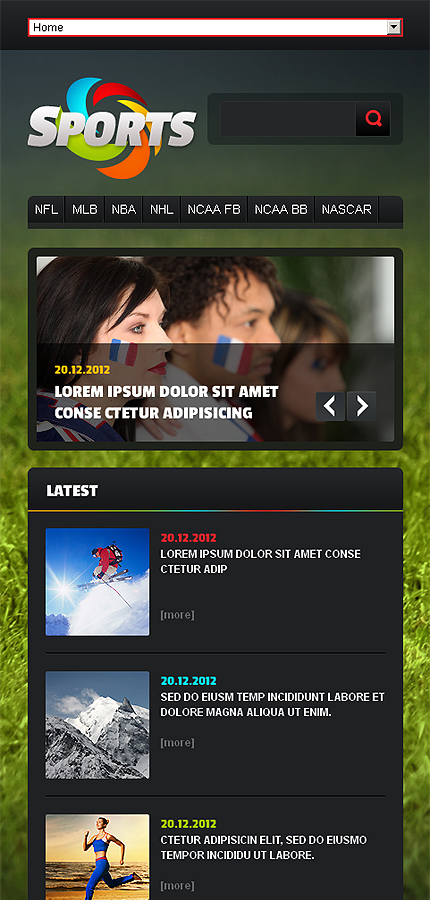 Home
SPORTS
NFL MLB NBA NHL NCAA FB NCAA BB NASCAR
20.12.2012
LOREM IPSUM DOLOR SIT AMET
CONSE CTETUR ADIPISICING
LATEST
20.12.2012
LOREM IPSUM DOLOR SIT AMET CONSE
CTETUR ADIP
[more]
20.12.2012
SED DO EIUSM TEMP INCIDIDUNT LABORE ET
DOLORE MAGNA ALIQUA UT ENIM.
[more]
20.12.2012
CTETUR ADIPISICIN ELIT, SED DO EIUSMO
TEMPOR INCIDIDU UT LABORE.
[more]